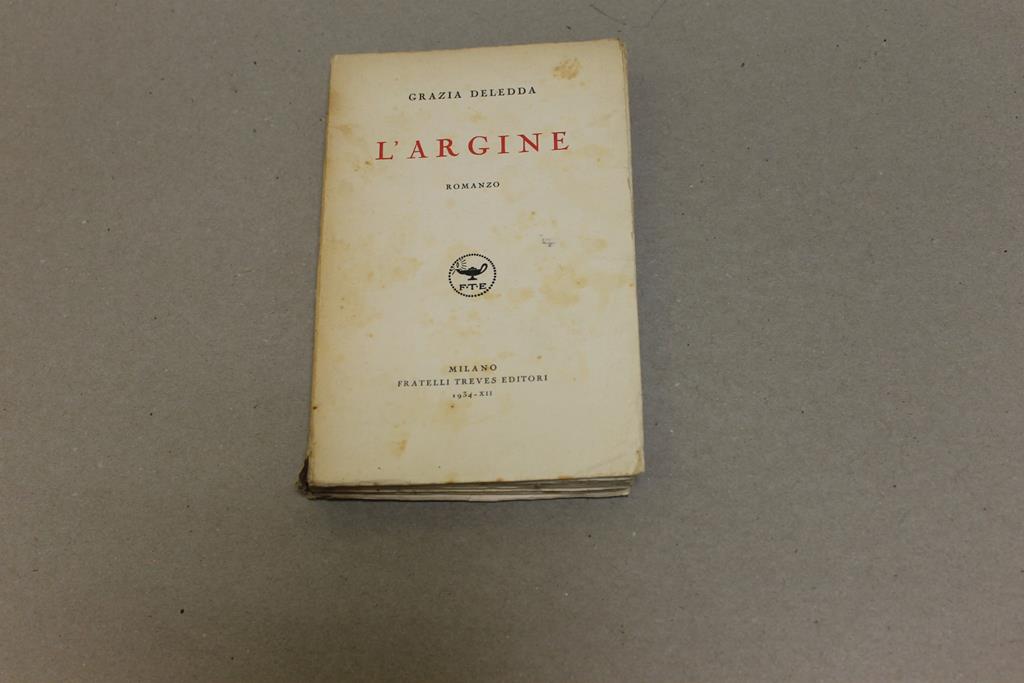 GRAZIA DELEDDA
L'ARGINE
ROMANZO
F·T·E
MILANO
FRATELLI TREVES EDITORI
1934-XII